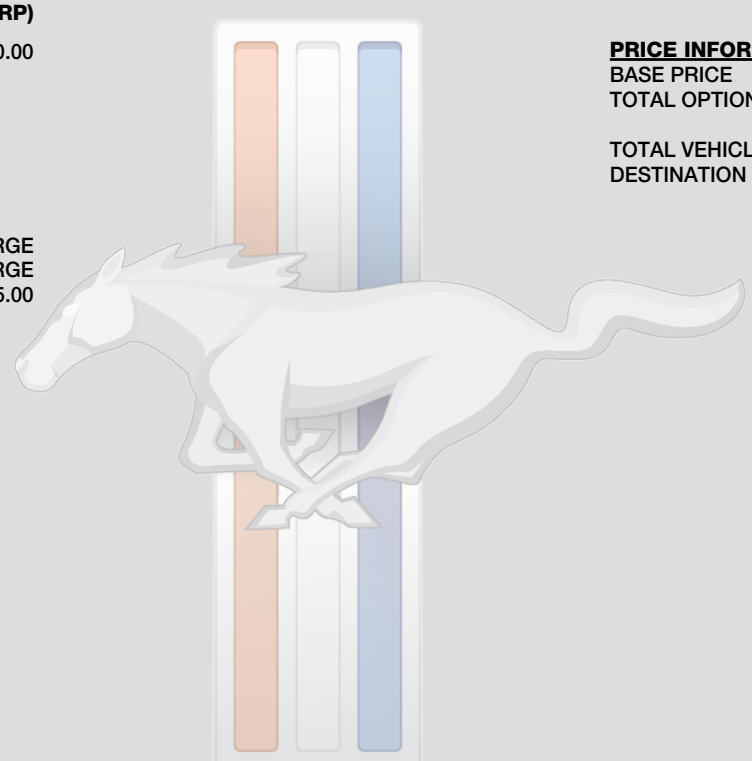 RP)
0.00
RGE
RGE
5.00
PRICE INFOR
BASE PRICE
TOTAL OPTION
TOTAL VEHICL
DESTINATION